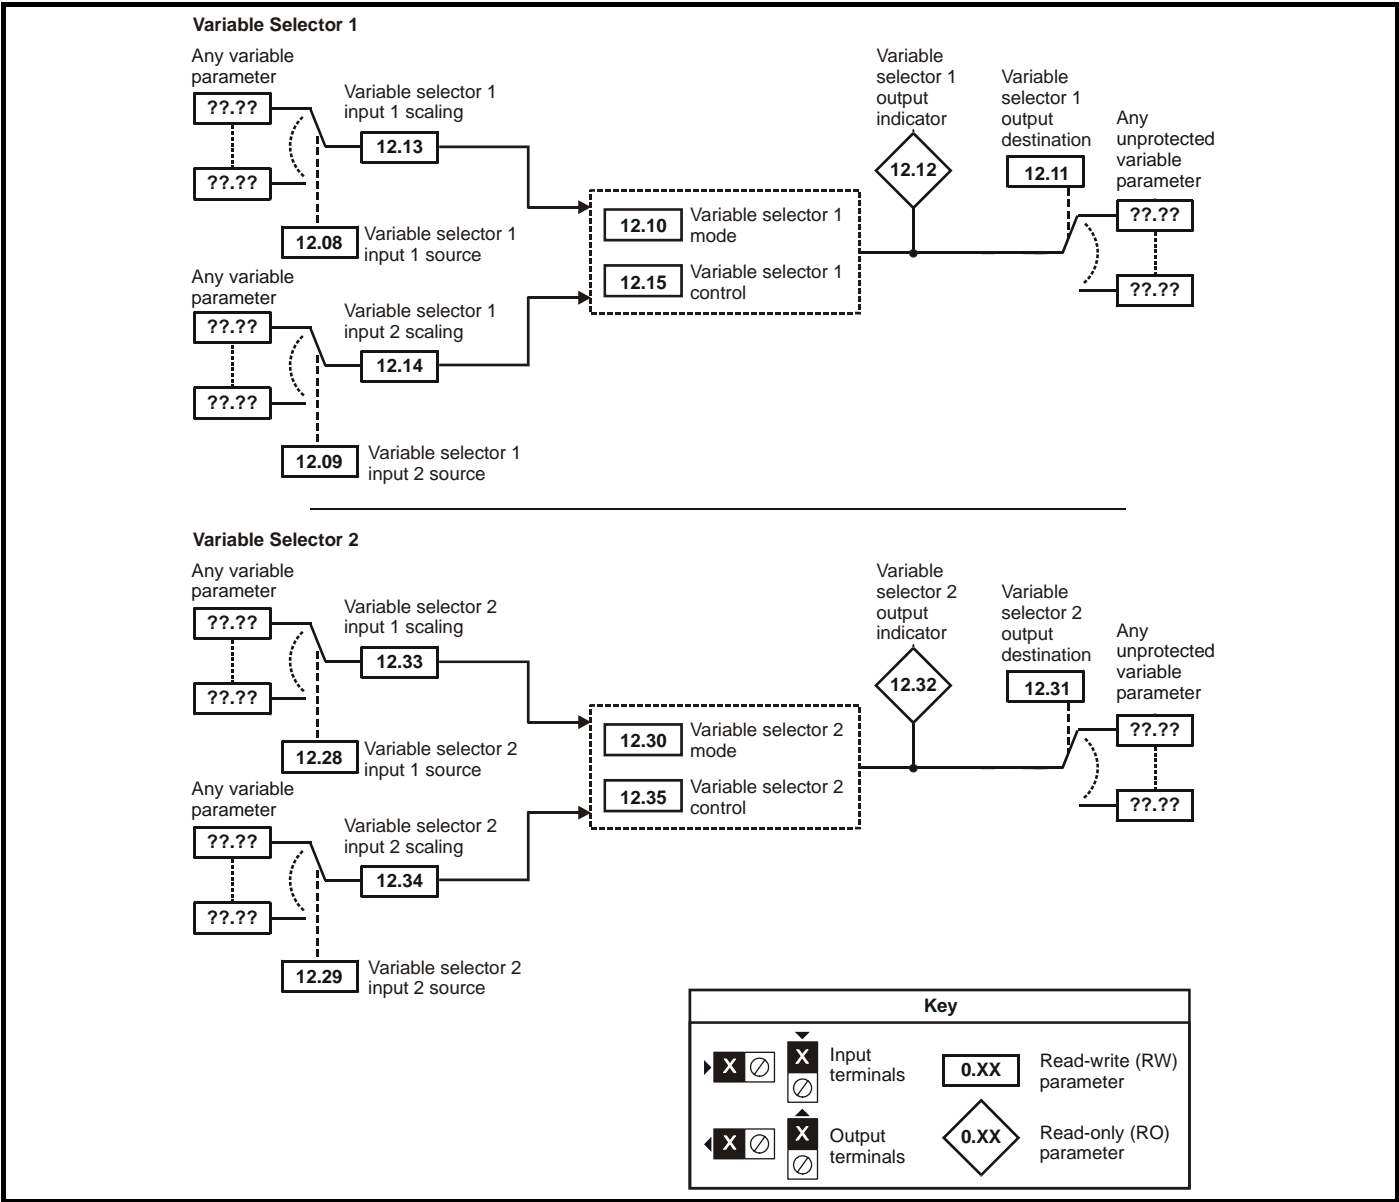 Variable Selector 1
Any variable
parameter
??.??
??.??
Variable selector 1
input 1 scaling
12.13
12.08
Variable selector 1
input 1 source
Any variable
parameter
??.??
??.??
Variable selector 1
input 2 scaling
12.14
12.09
Variable selector 1
input 2 source
12.10
Variable selector 1
mode
12.15
Variable selector 1
control
Variable
selector 1
output
indicator
12.12
Variable
selector 1
output
destination
12.11
Any
unprotected
variable
parameter
??.??
??.??
Variable Selector 2
Any variable
parameter
??.??
??.??
Variable selector 2
input 1 scaling
12.33
12.28
Variable selector 2
input 1 source
Any variable
parameter
??.??
??.??
Variable selector 2
input 2 scaling
12.34
12.29
Variable selector 2
input 2 source
12.30
Variable selector 2
mode
12.35
Variable selector 2
control
Variable
selector 2
output
indicator
12.32
Variable
selector 2
output
destination
12.31
Any
unprotected
variable
parameter
??.??
??.??
Key
X
X
Input
terminals
0.XX
Read-write (RW)
parameter
X
X
Output
terminals
0.XX
Read-only (RO)
parameter